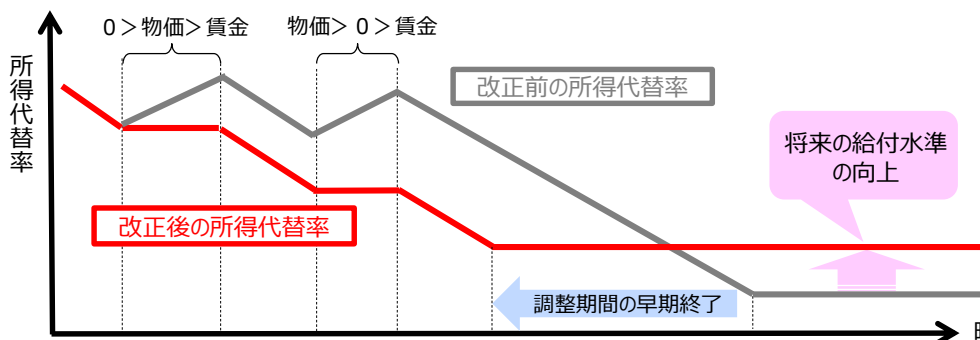 0＞物価＞賃金
物価＞0＞賃金
所得代替率
改正前の所得代替率
将来の給付水準
の向上
改正後の所得代替率
調整期間の早期終了